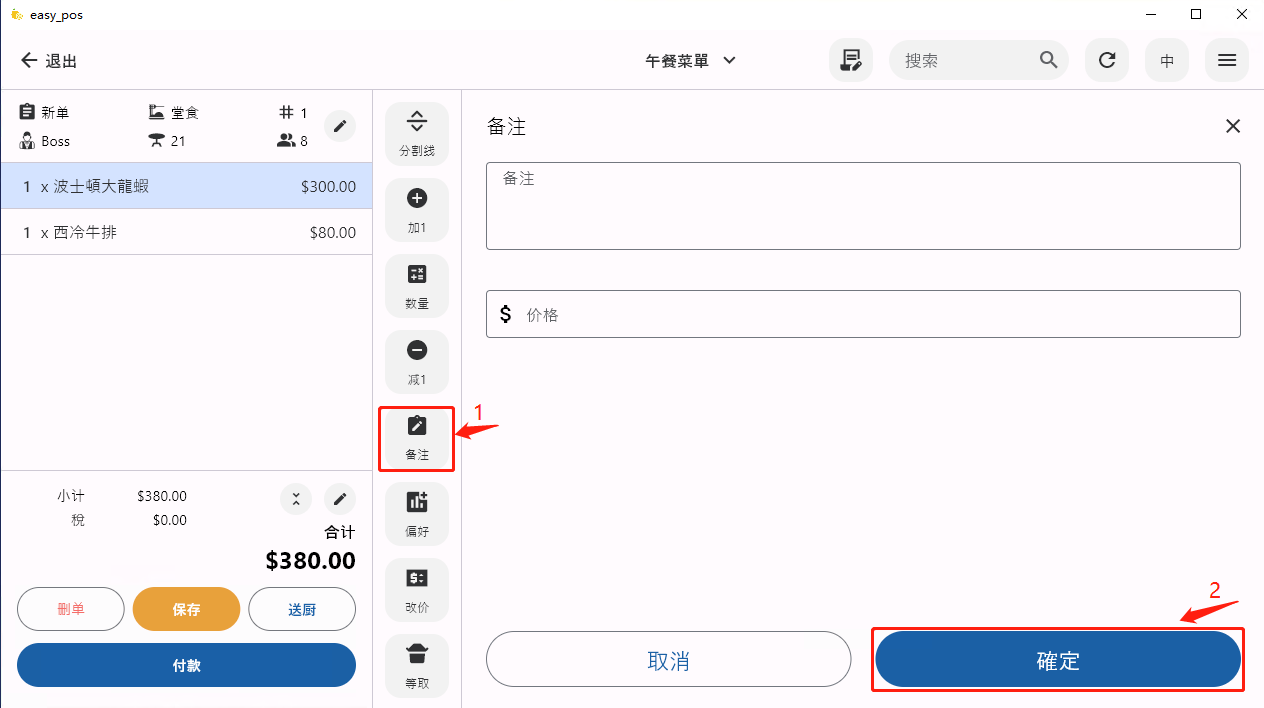 easy_pos
退出
午餐菜單
搜索
中
新单
堂食
1
Boss
21
8
1 x 波士頓大龍蝦 $300.00
1 x 西冷牛排 $80.00
小计 $380.00
稅 $0.00
合计
$380.00
删单
保存
送厨
付款
分割线
加1
数量
减1
备注
偏好
改价
等取
1
备注
备注
$ 价格
2
取消
確定